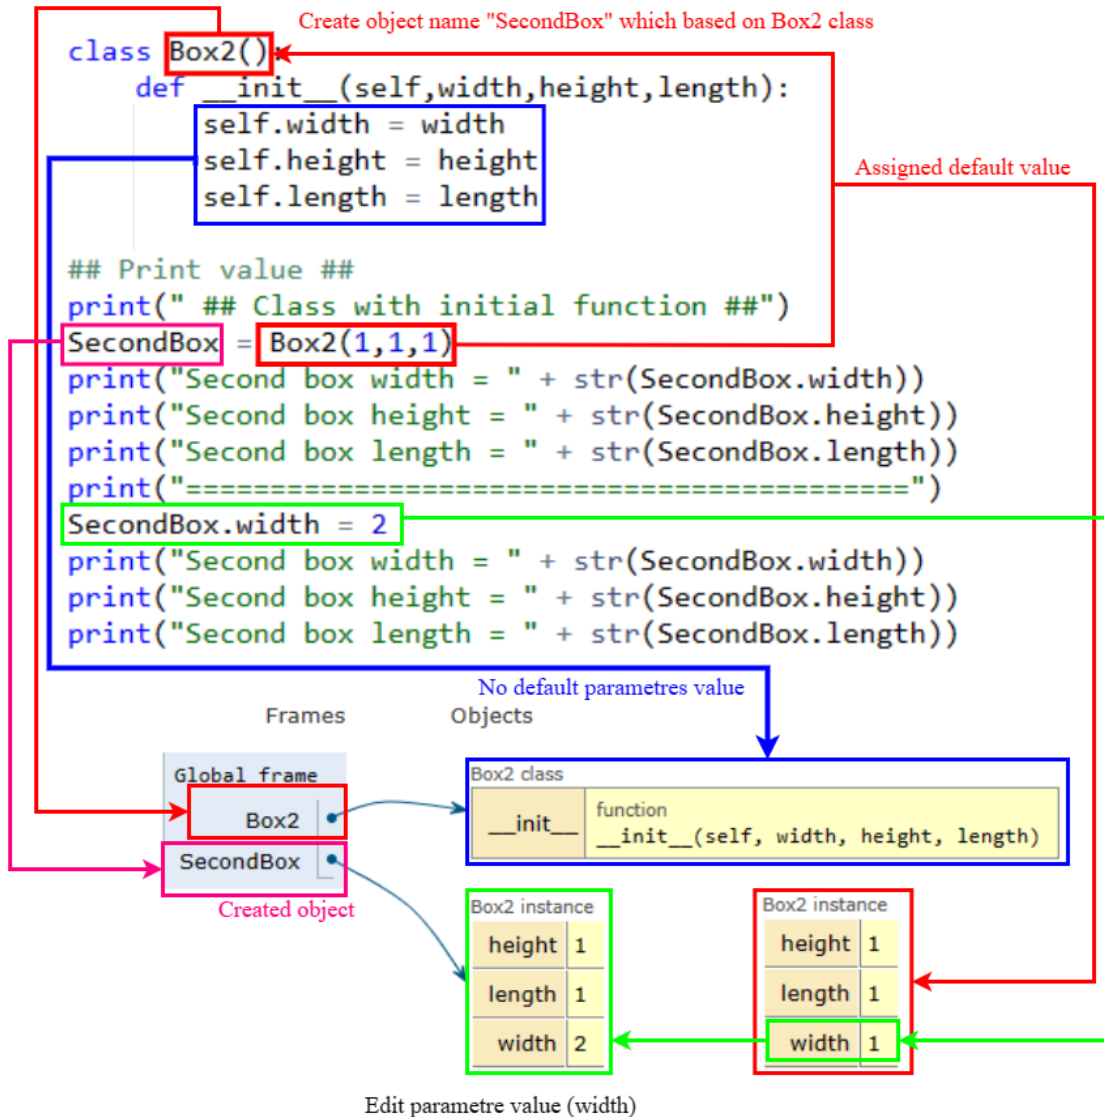 Create object name "SecondBox" which based on Box2 class
class Box2():
def __init__(self,width,height,length):
self.width = width
self.height = height
self.length = length
Assigned default value
## Print value ##
print(" ## Class with initial function ##")
SecondBox = Box2(1,1,1)
print("Second box width = " + str(SecondBox.width))
print("Second box height = " + str(SecondBox.height))
print("Second box length = " + str(SecondBox.length))
print("===========================================")
SecondBox.width = 2
print("Second box width = " + str(SecondBox.width))
print("Second box height = " + str(SecondBox.height))
print("Second box length = " + str(SecondBox.length))
No default parametres value
Frames
Objects
Global frame
Box2
SecondBox
Created object
Box2 class
__init__
function
__init__(self, width, height, length)
Box2 instance
height 1
length 1
width 2
Box2 instance
height 1
length 1
width 1
Edit parametre value (width)